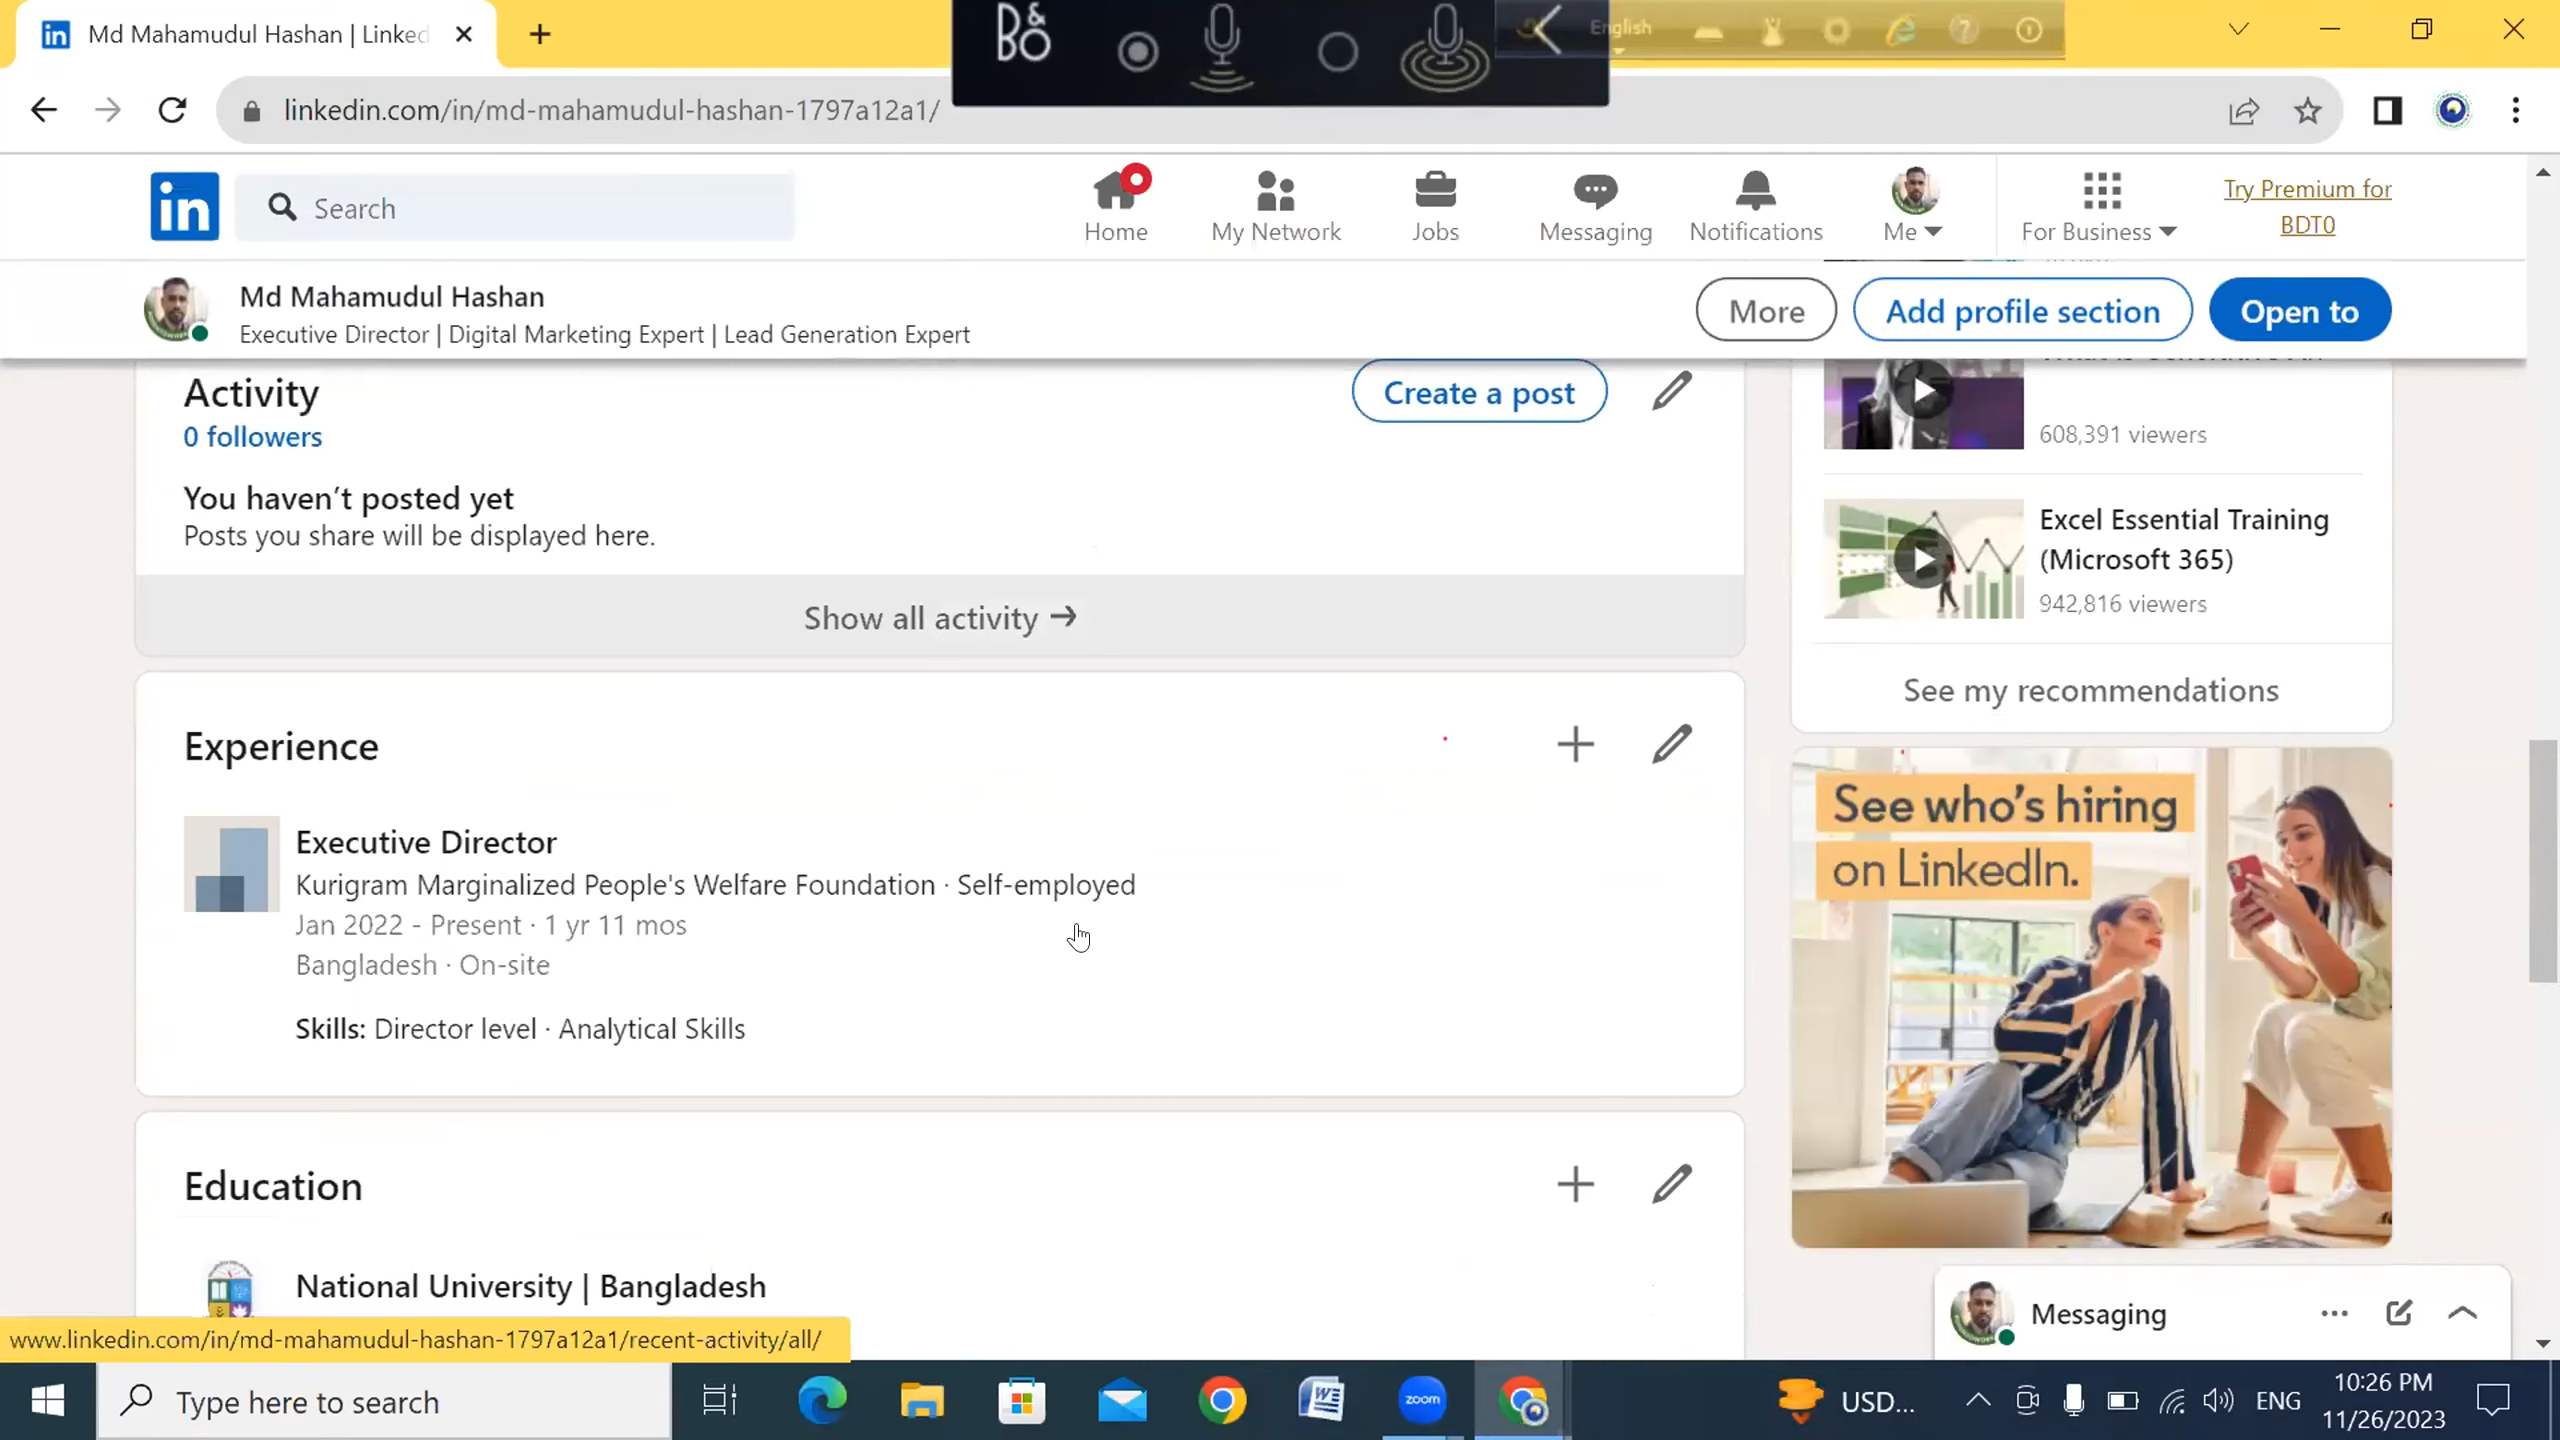 Md Mahamudul Hashan | Linked
B&O
English
linkedin.com/in/md-mahamudul-hashan-1797a12a1/
in
Search
Home
My Network
Jobs
Messaging
Notifications
Me
For Business
Try Premium for
BDT0
Md Mahamudul Hashan
Executive Director | Digital Marketing Expert | Lead Generation Expert
More
Add profile section
Open to
Activity
0 followers
Create a post
You haven't posted yet
Posts you share will be displayed here.
Show all activity →
608,391 viewers
Excel Essential Training
(Microsoft 365)
942,816 viewers
See my recommendations
Experience
Executive Director
Kurigram Marginalized People's Welfare Foundation · Self-employed
Jan 2022 - Present · 1 yr 11 mos
Bangladesh · On-site
Skills: Director level · Analytical Skills
See who's hiring
on LinkedIn.
Education
National University | Bangladesh
Messaging
www.linkedin.com/in/md-mahamudul-hashan-1797a12a1/recent-activity/all/
Type here to search
zoom
USD...
ENG
10:26 PM
11/26/2023